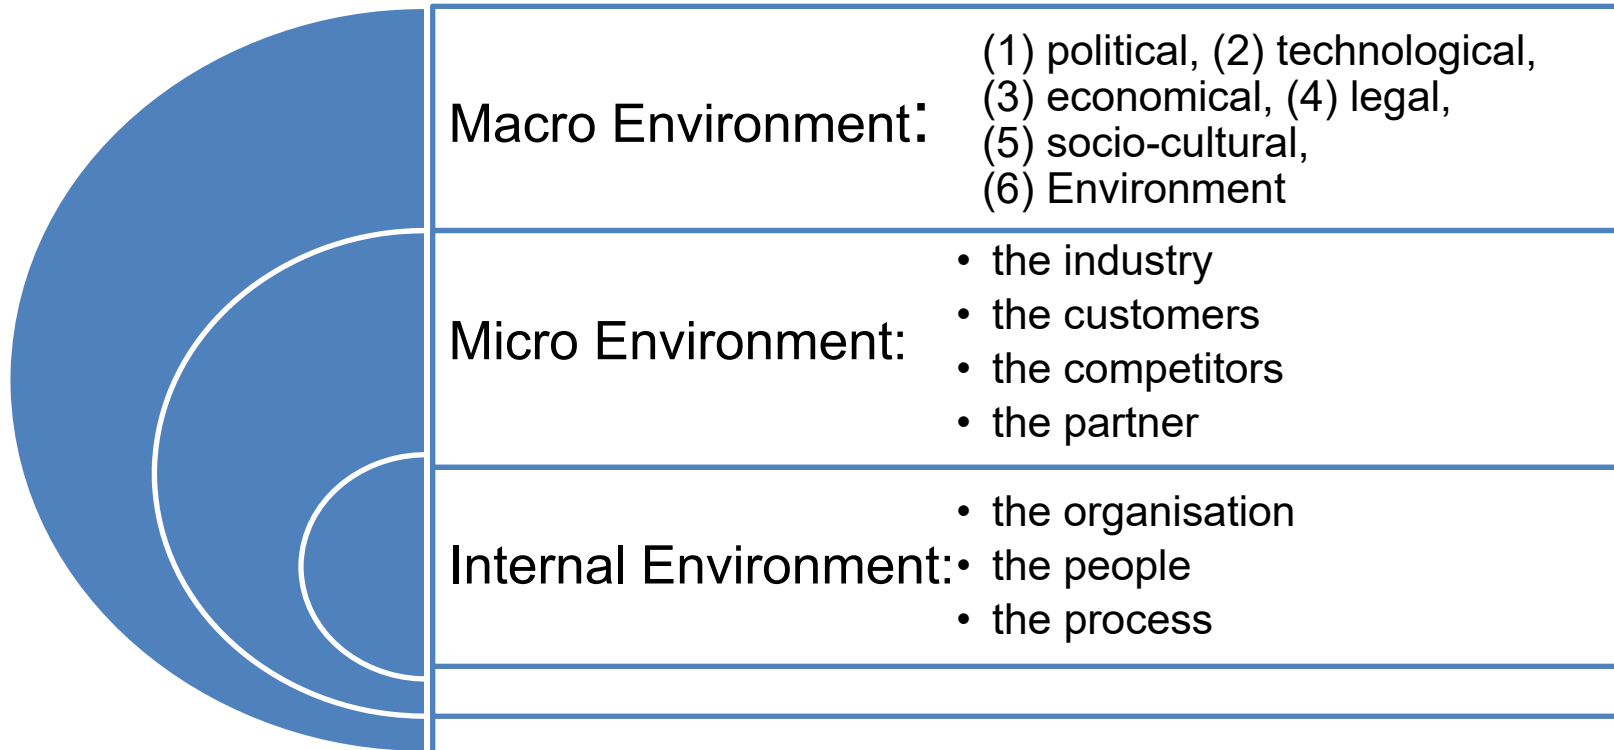 Macro Environment:
(1) political, (2) technological,
(3) economical, (4) legal,
(5) socio-cultural,
(6) Environment
Micro Environment:
• the industry
• the customers
• the competitors
• the partner
Internal Environment:
• the organisation
• the people
• the process